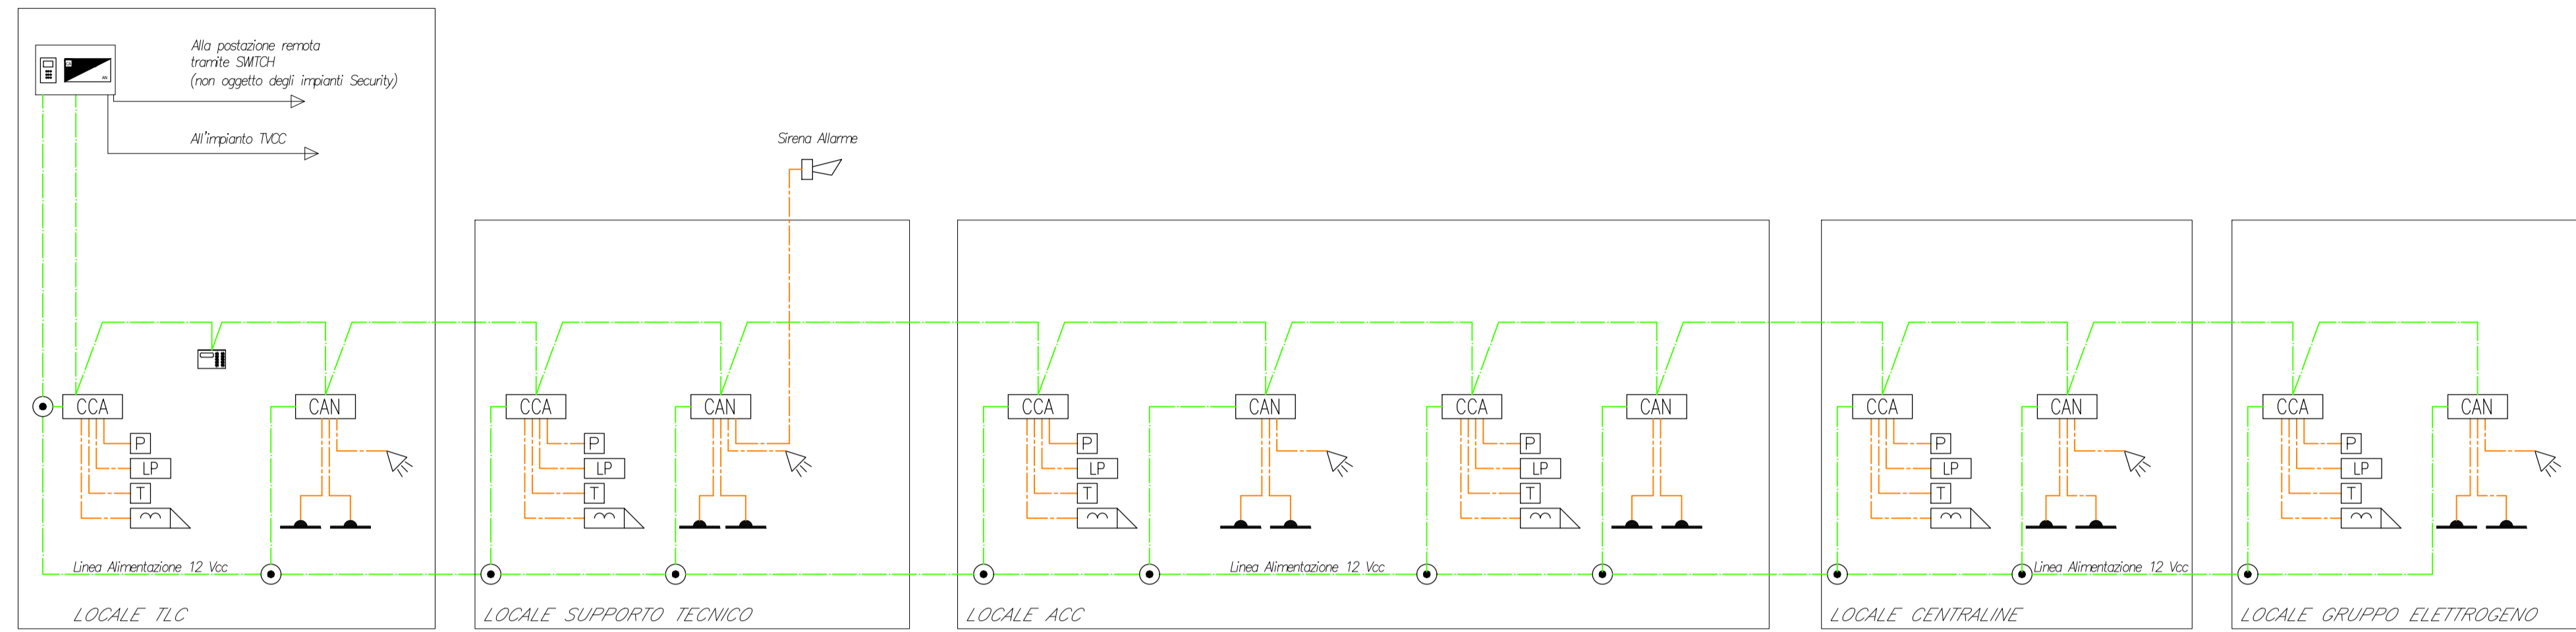 Alla postazione remota
tramite SWITCH
(non oggetto degli impianti Security)
All'impianto TVCC
Sirena Allarme
CCA
CAN
CCA
CAN
CCA
CAN
CCA
CAN
CCA
CAN
CCA
CAN
P
P
P
P
P
P
LP
LP
LP
LP
LP
LP
T
T
T
T
T
T
Linea Alimentazione 12 Vcc
Linea Alimentazione 12 Vcc
Linea Alimentazione 12 Vcc
LOCALE TLC
LOCALE SUPPORTO TECNICO
LOCALE ACC
LOCALE CENTRALINE
LOCALE GRUPPO ELETTROGENO